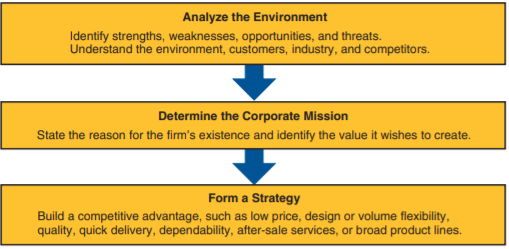 Analyze the Environment
Identify strengths, weaknesses, opportunities, and threats.
Understand the environment, customers, industry, and competitors.
Determine the Corporate Mission
State the reason for the firm's existence and identify the value it wishes to create.
Form a Strategy
Build a competitive advantage, such as low price, design or volume flexibility,
quality, quick delivery, dependability, after-sale services, or broad product lines.